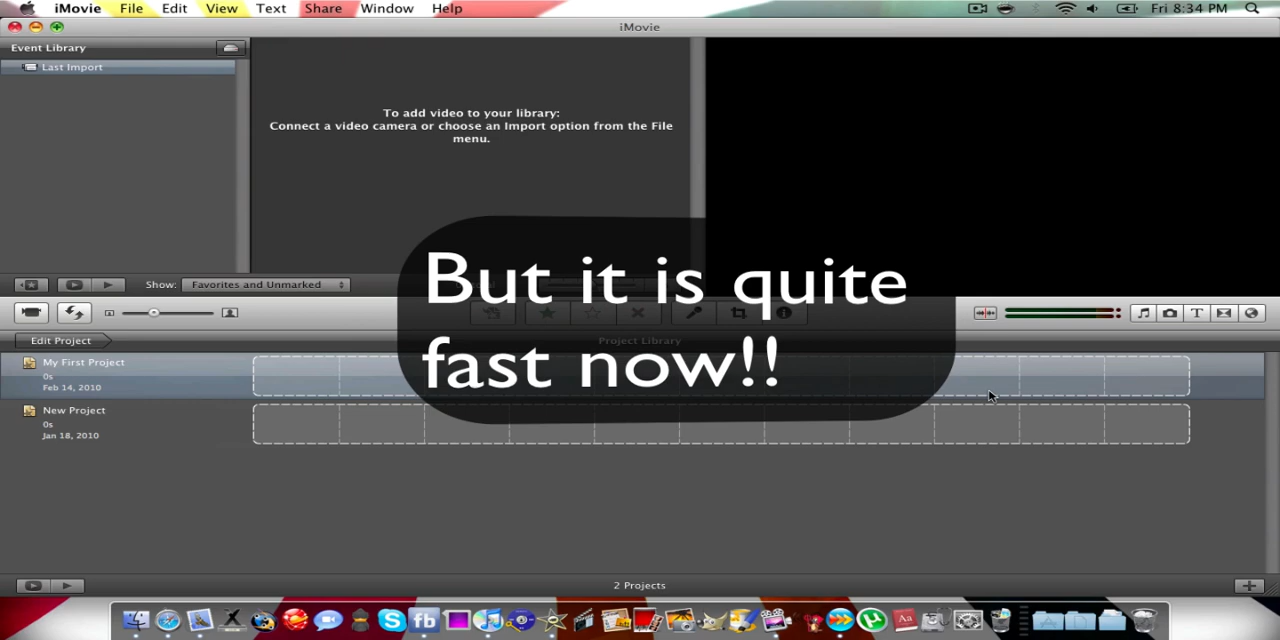 iMovie File Edit View Text Share Window Help Fri 8:34 PM
iMovie
Event Library
Last Import
To add video to your library:
Connect a video camera or choose an Import option from the File
menu.
But it is quite
fast now!!
Show: Favorites and Unmarked
Edit Project
Project Library
My First Project
0s
Feb 14, 2010
New Project
0s
Jan 18, 2010
2 Projects
fb
Aa